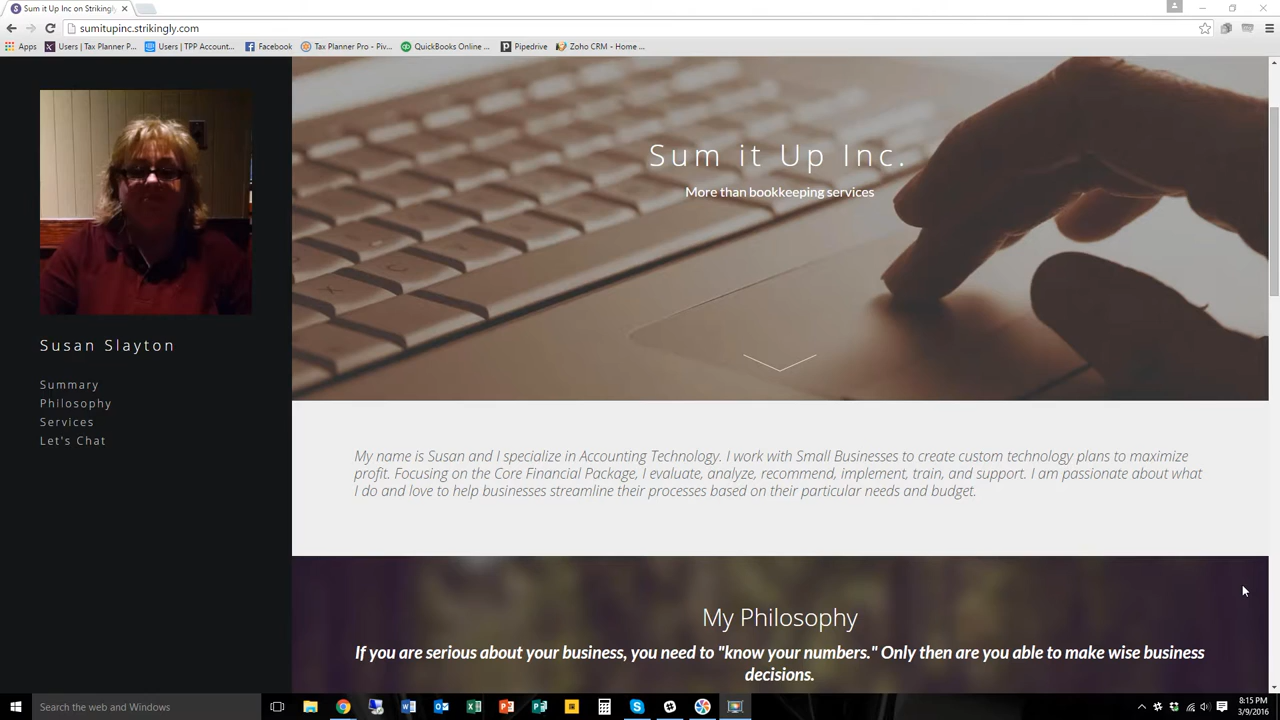 Sum it Up Inc on Strikingly
sumitupinc.strikingly.com
Apps
Users | Tax Planner P...
Users | TPP Account...
Facebook
Tax Planner Pro - Piv...
QuickBooks Online ...
Pipedrive
Zoho CRM - Home ...
Sum it Up Inc.
More than bookkeeping services
Susan Slayton
Summary
Philosophy
Services
Let's Chat
My name is Susan and I specialize in Accounting Technology. I work with Small Businesses to create custom technology plans to maximize
profit. Focusing on the Core Financial Package, I evaluate, analyze, recommend, implement, train, and support. I am passionate about what
I do and love to help businesses streamline their processes based on their particular needs and budget.
My Philosophy
If you are serious about your business, you need to "know your numbers." Only then are you able to make wise business
decisions.
Search the web and Windows
8:15 PM
3/9/2016